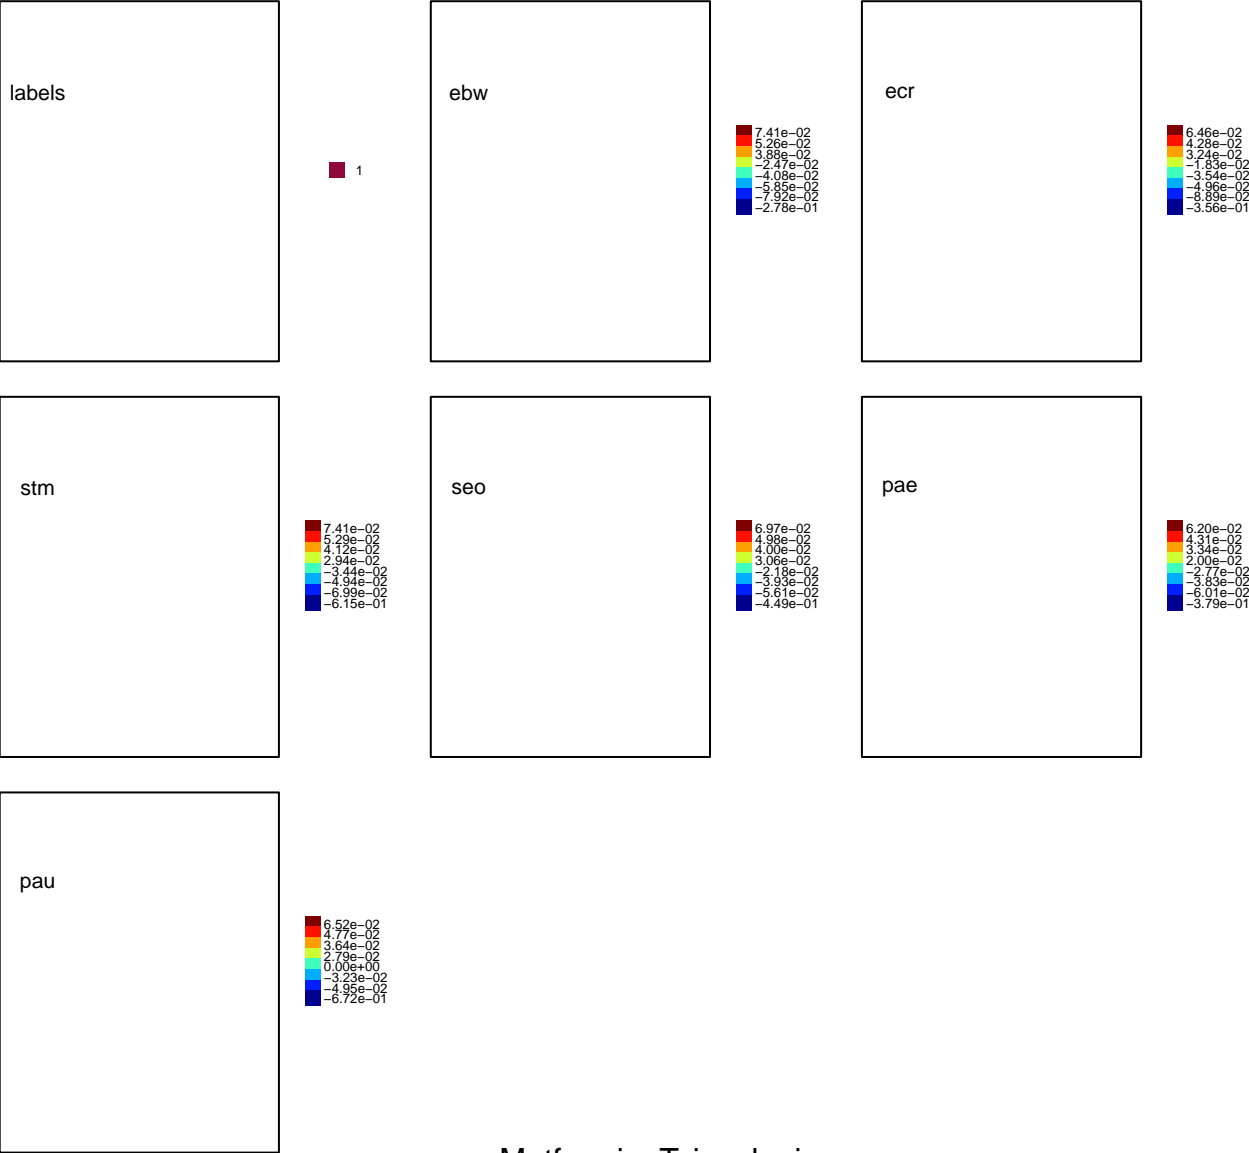 labels
1
ebw
7.41e−02
5.26e−02
3.88e−02
−2.47e−02
−4.08e−02
−5.85e−02
−7.92e−02
−2.78e−01
ecr
6.46e−02
4.28e−02
3.24e−02
−1.83e−02
−3.54e−02
−4.96e−02
−8.89e−02
−3.56e−01
stm
7.41e−02
5.29e−02
4.12e−02
2.94e−02
−3.44e−02
−4.94e−02
−6.99e−02
−6.15e−01
seo
6.97e−02
4.98e−02
4.00e−02
3.06e−02
−2.18e−02
−3.93e−02
−5.61e−02
−4.49e−01
pae
6.20e−02
4.31e−02
3.34e−02
2.00e−02
−2.77e−02
−3.83e−02
−6.01e−02
−3.79e−01
pau
6.52e−02
4.77e−02
3.64e−02
2.79e−02
0.00e+00
−3.23e−02
−4.95e−02
−6.72e−01